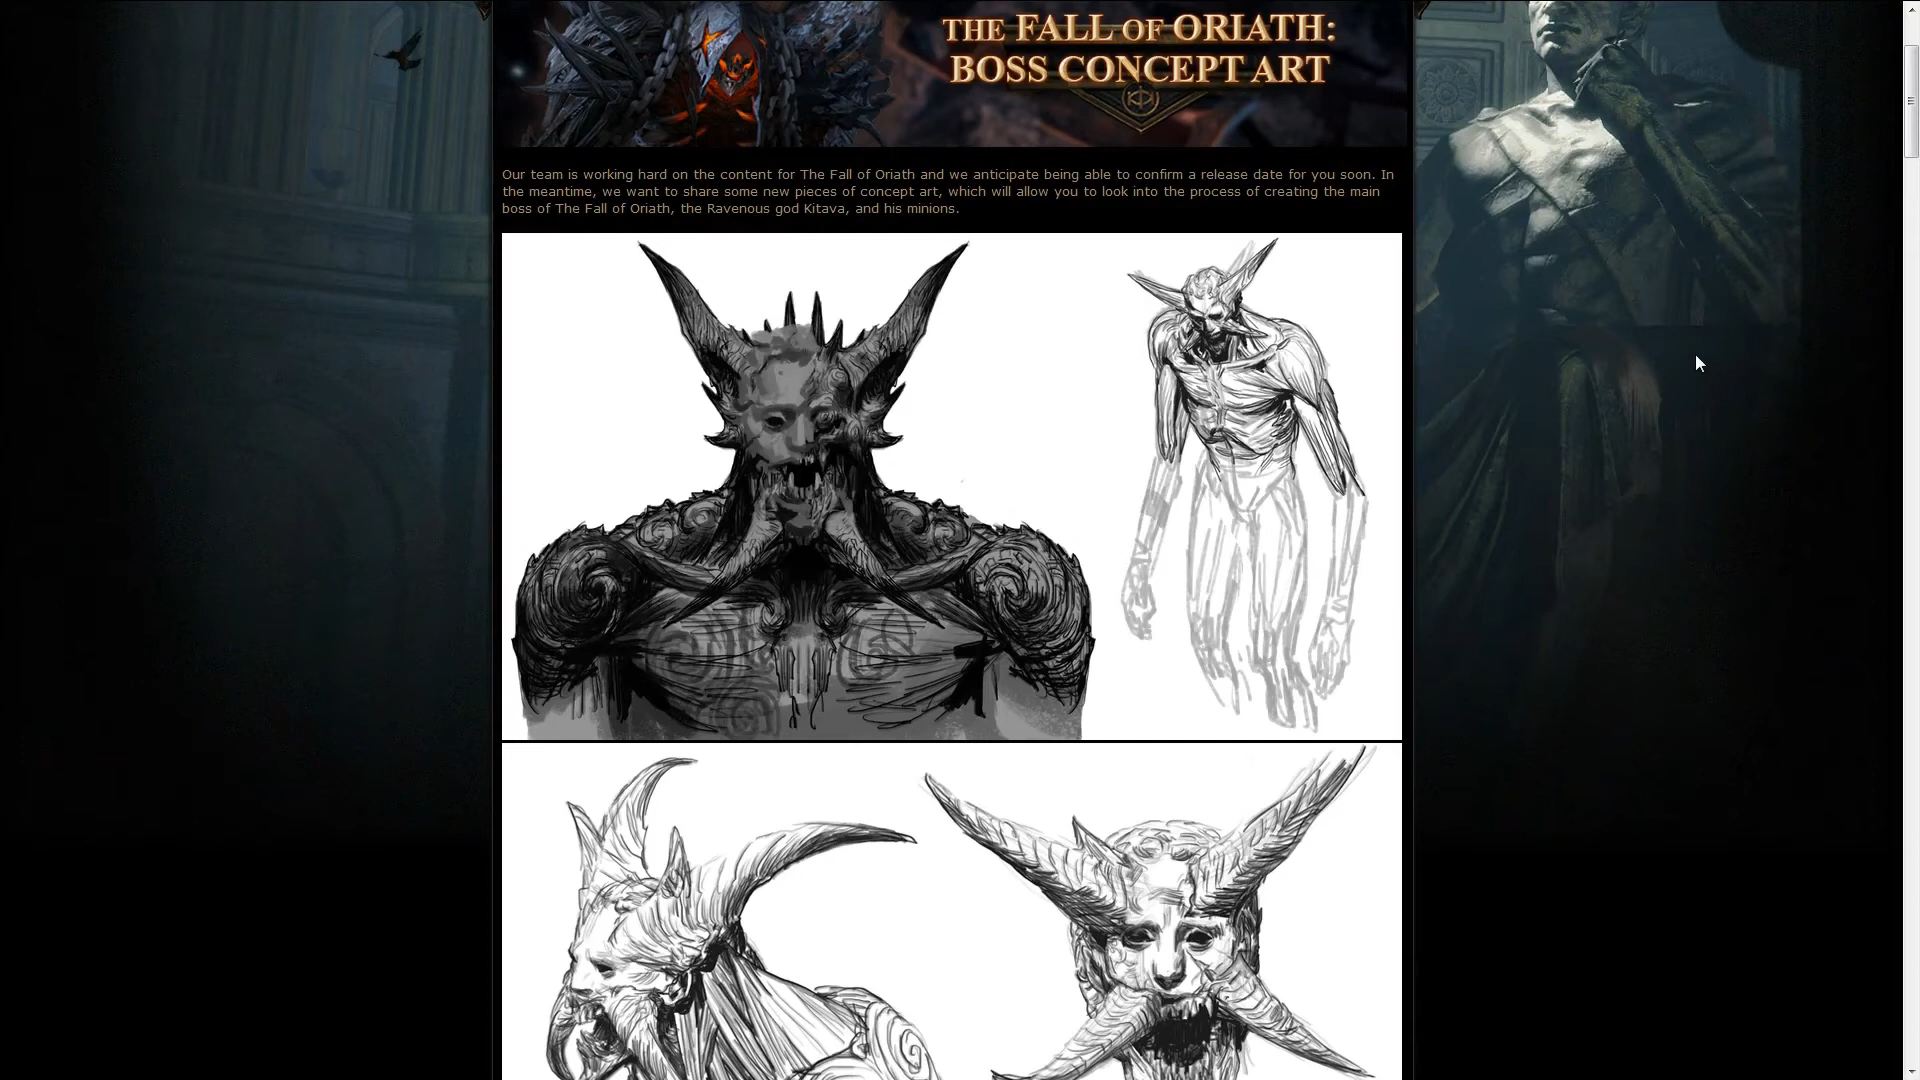 THE FALL OF ORIATH:
BOSS CONCEPT ART
Our team is working hard on the content for The Fall of Oriath and we anticipate being able to confirm a release date for you soon. In
the meantime, we want to share some new pieces of concept art, which will allow you to look into the process of creating the main
boss of The Fall of Oriath, the Ravenous god Kitava, and his minions.